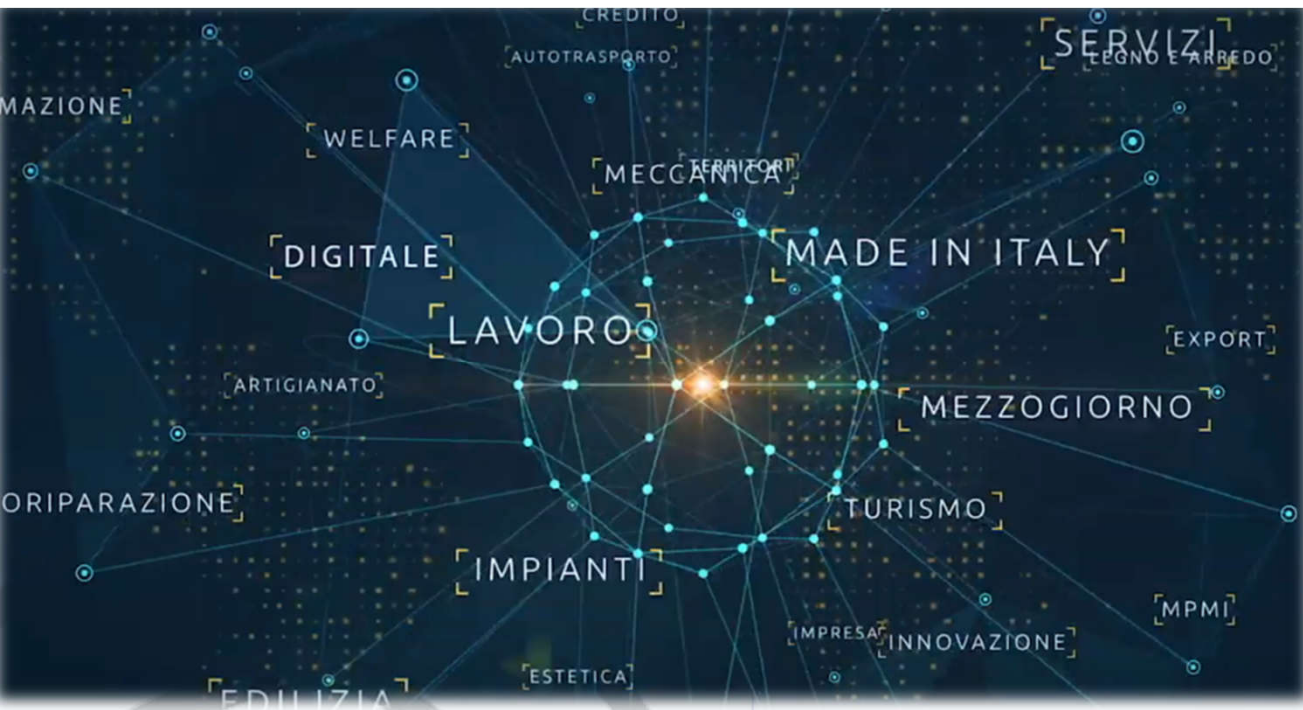 CREDITO
AUTOTRASPORTO
SERVIZI
LEGNO E ARREDO
MAZIONE
WELFARE
TERRITORI
MECCANICA
DIGITALE
MADE IN ITALY
LAVORO
EXPORT
ARTIGIANATO
MEZZOGIORNO
ORIPARAZIONE
TURISMO
IMPIANTI
MPMI
IMPRESA
INNOVAZIONE
ESTETICA
EDILIZIA